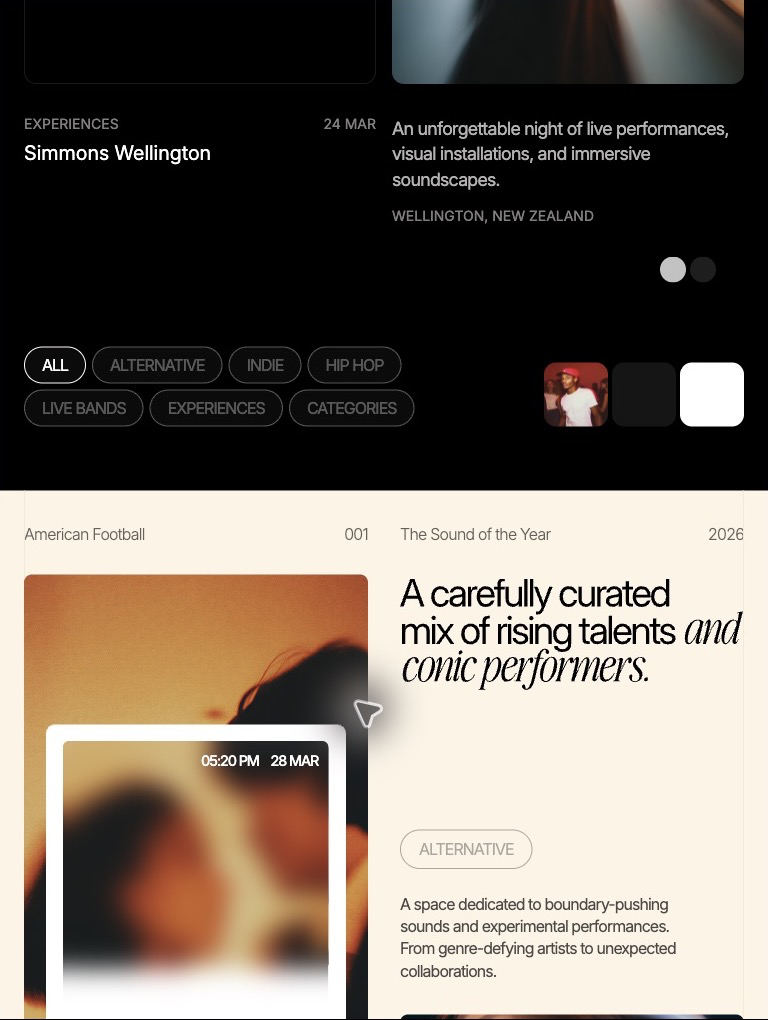 EXPERIENCES 24 MAR
Simmons Wellington
An unforgettable night of live performances,
visual installations, and immersive
soundscapes.
WELLINGTON, NEW ZEALAND
ALL ALTERNATIVE INDIE HIP HOP
LIVE BANDS EXPERIENCES CATEGORIES
American Football 001
The Sound of the Year 2026
A carefully curated
mix of rising talents and
conic performers.
05:20 PM 28 MAR
ALTERNATIVE
A space dedicated to boundary-pushing
sounds and experimental performances.
From genre-defying artists to unexpected
collaborations.